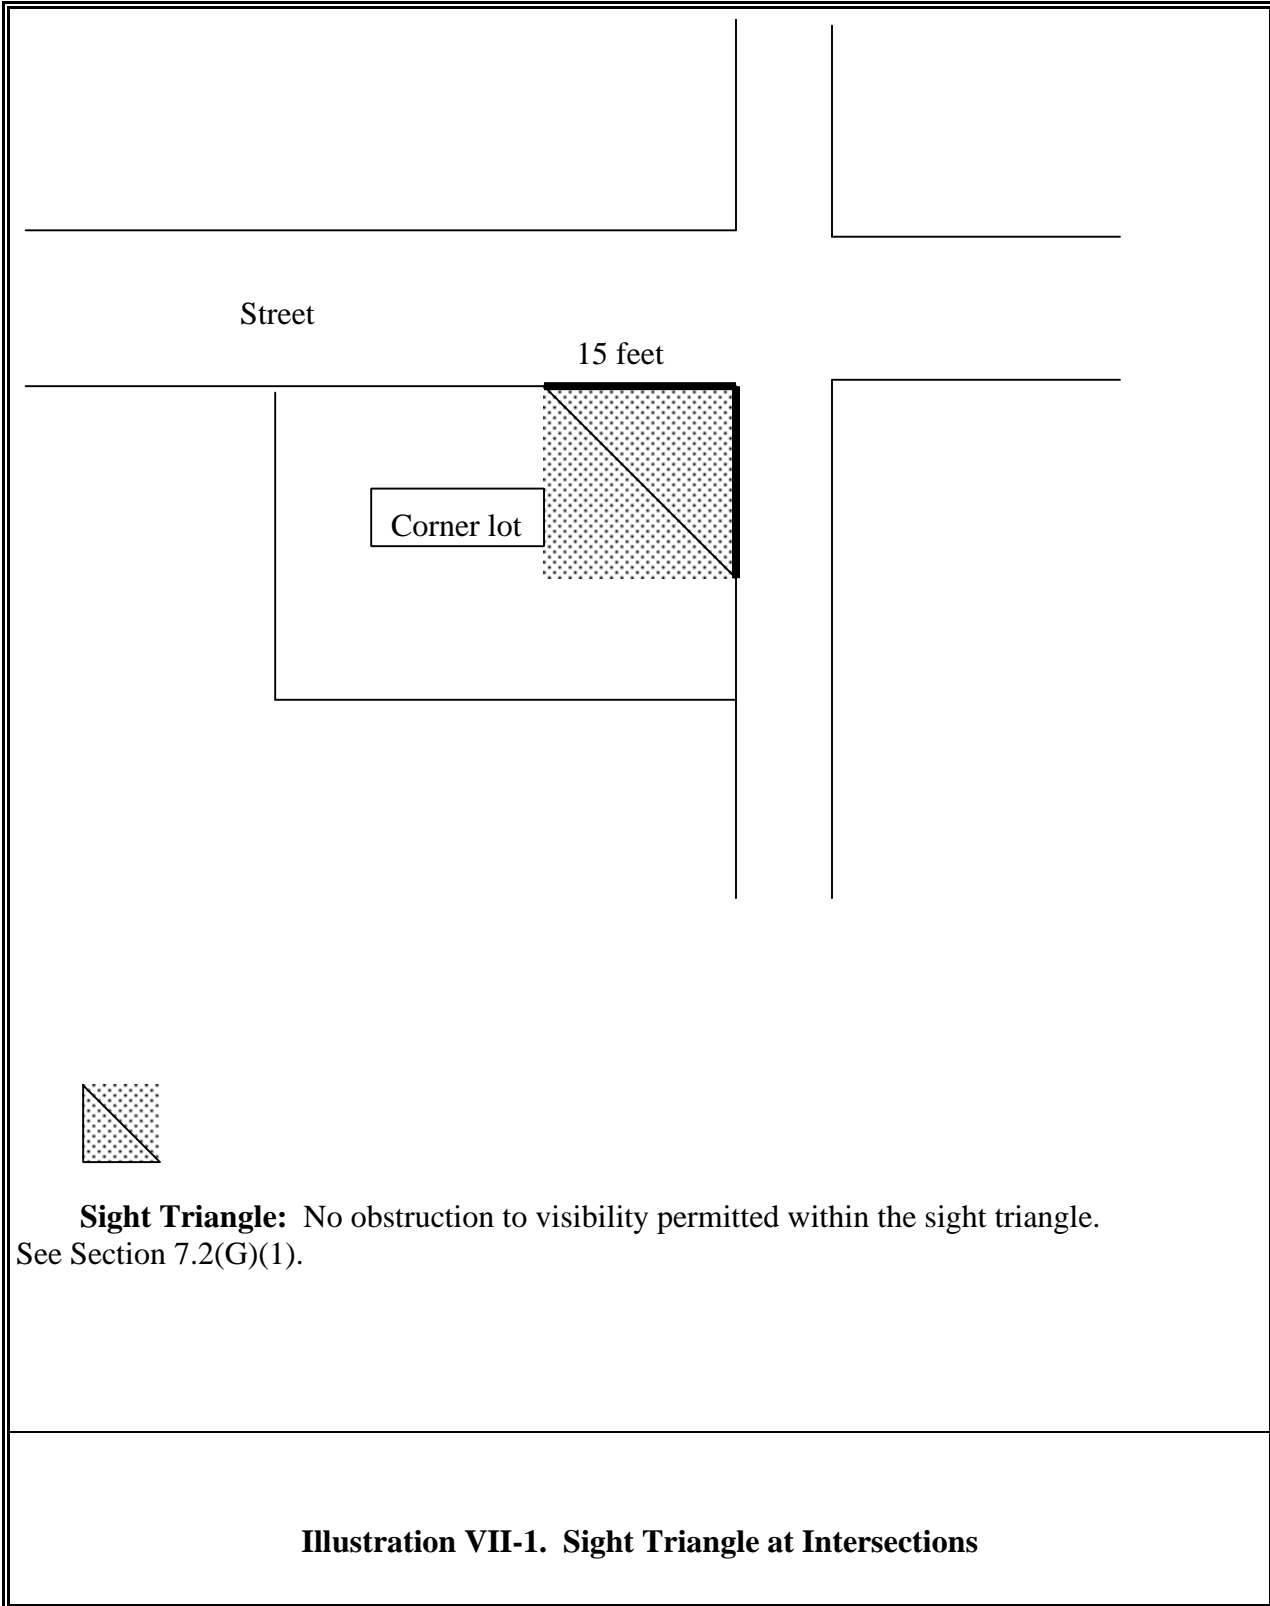 Street
15 feet
Corner lot
Sight Triangle:  No obstruction to visibility permitted within the sight triangle.
See Section 7.2(G)(1).
Illustration VII-1.  Sight Triangle at Intersections